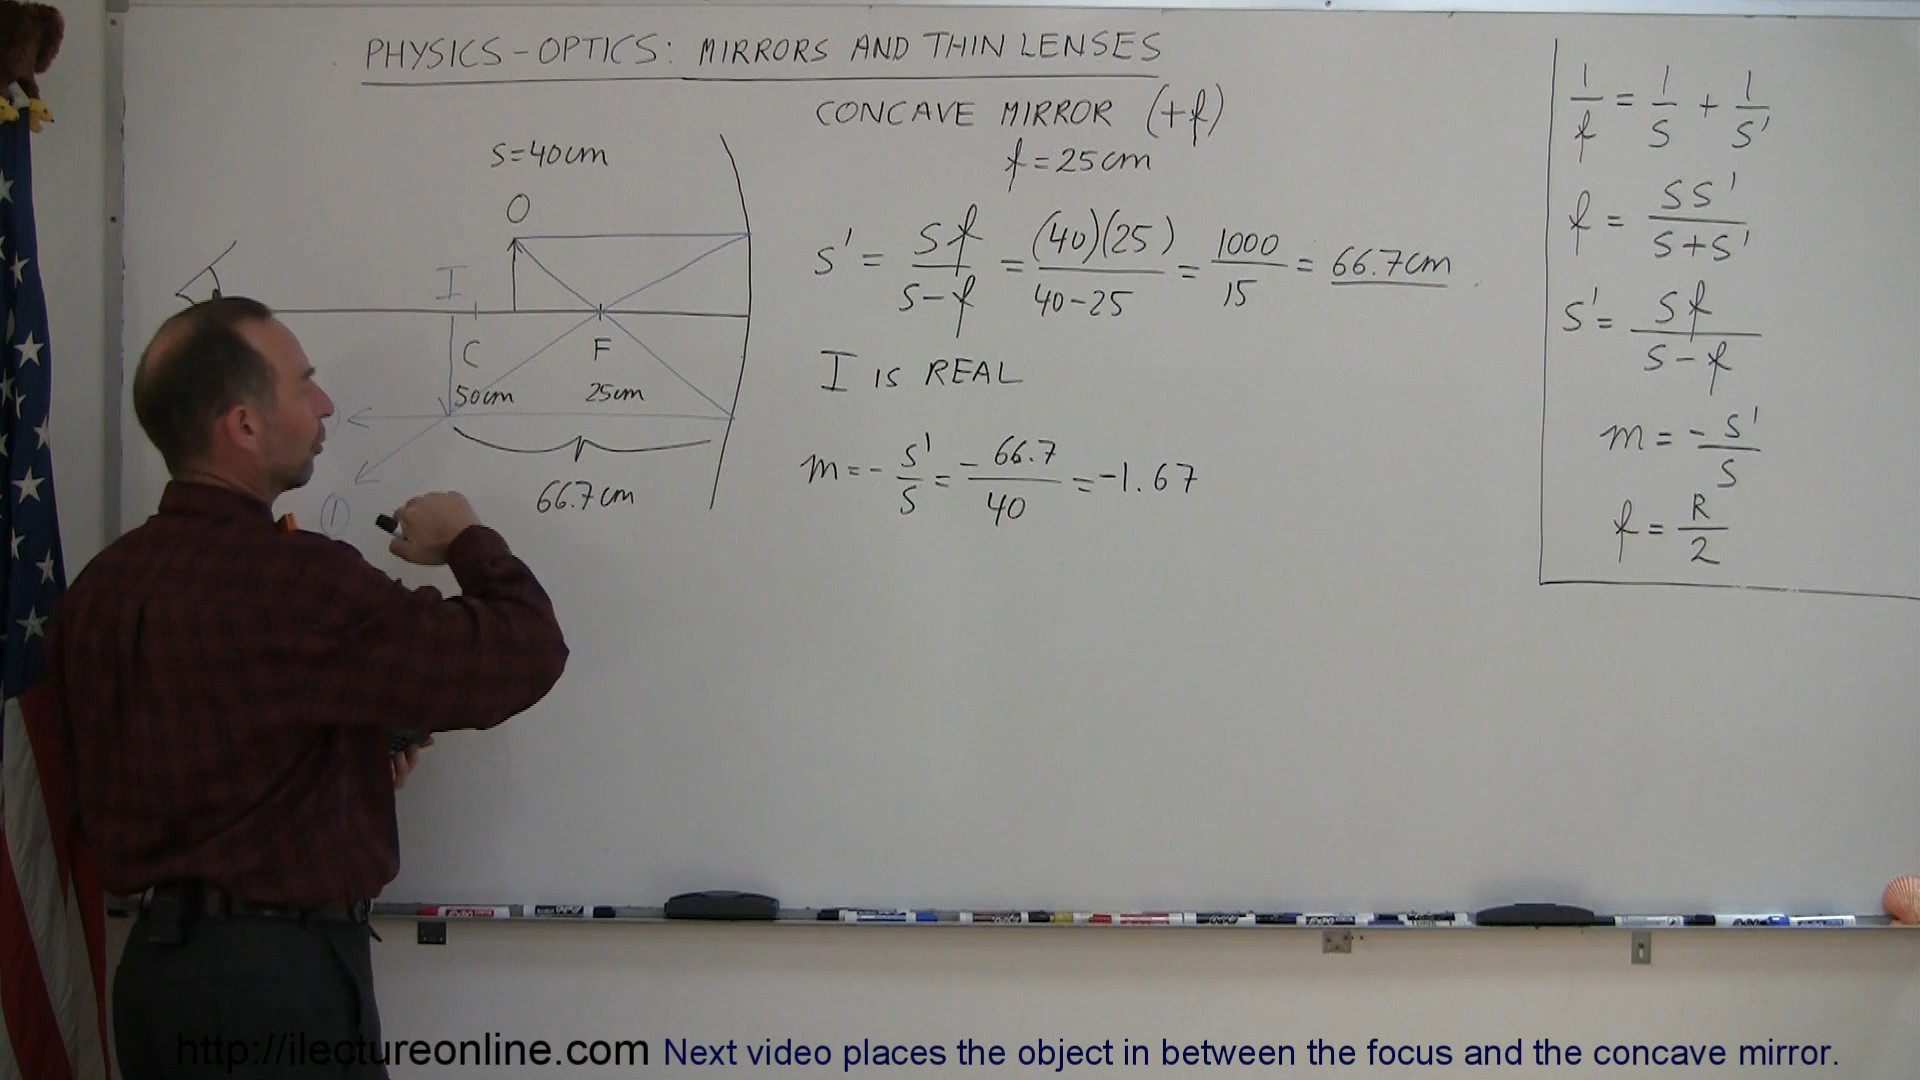 PHYSICS-OPTICS: MIRRORS AND THIN LENSES
CONCAVE MIRROR (+f)
f = 25cm
S=40cm
O
I
C
F
50cm
25cm
66.7cm
①
S' = Sf/(S-f) = (40)(25)/(40-25) = 1000/15 = 66.7cm
I IS REAL
m = - S'/S = -66.7/40 = -1.67
1/f = 1/S + 1/S'
f = SS'/(S+S')
S' = Sf/(S-f)
m = -S'/S
f = R/2
http://ilectureonline.com Next video places the object in between the focus and the concave mirror.